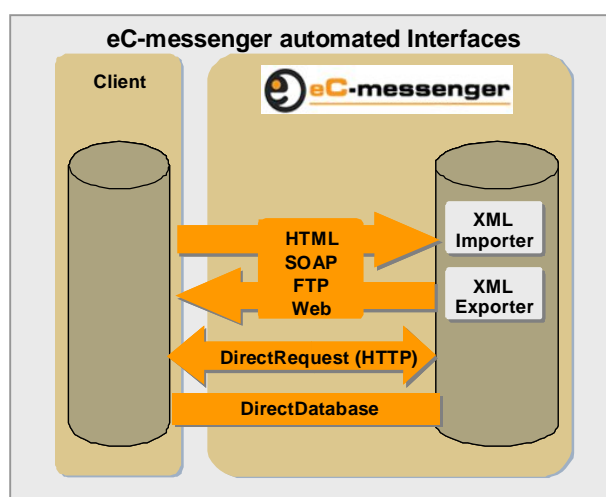 eC-messenger automated Interfaces
Client
eC-messenger
HTML
SOAP
FTP
Web
XML
Importer
XML
Exporter
DirectRequest (HTTP)
DirectDatabase